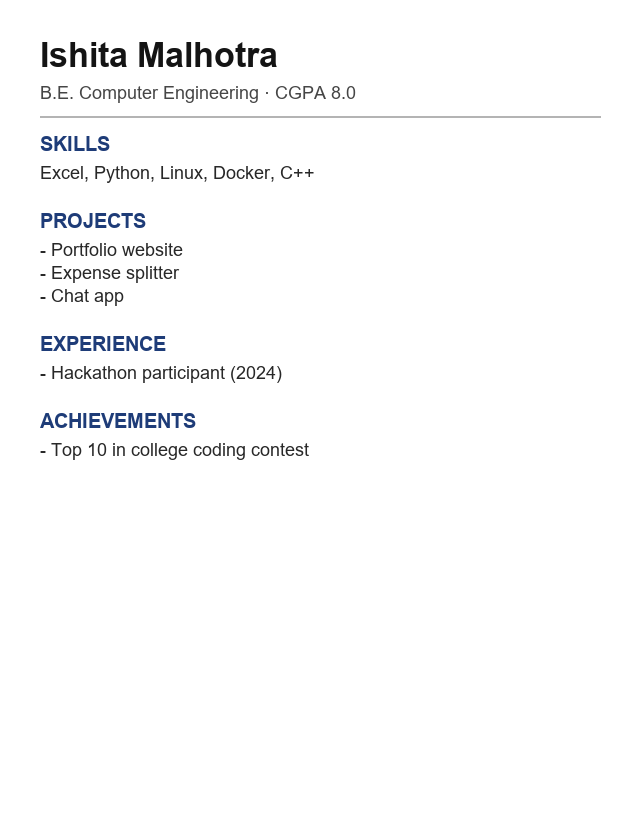 Ishita Malhotra
B.E. Computer Engineering · CGPA 8.0
SKILLS
Excel, Python, Linux, Docker, C++
PROJECTS
- Portfolio website
- Expense splitter
- Chat app
EXPERIENCE
- Hackathon participant (2024)
ACHIEVEMENTS
- Top 10 in college coding contest